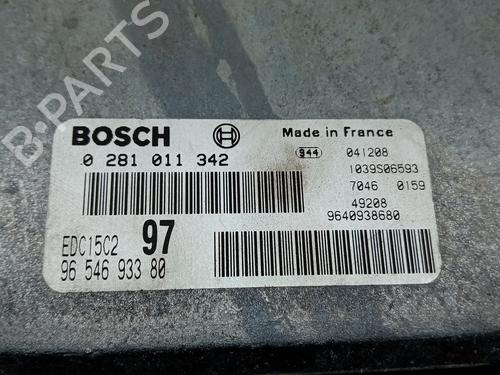 BOSCH
Made in France
0 281 011 342
944 041208
1039S06593
7046 0159
49208
9640938680
EDC15C2 97
96 546 933 80
B-PARTS